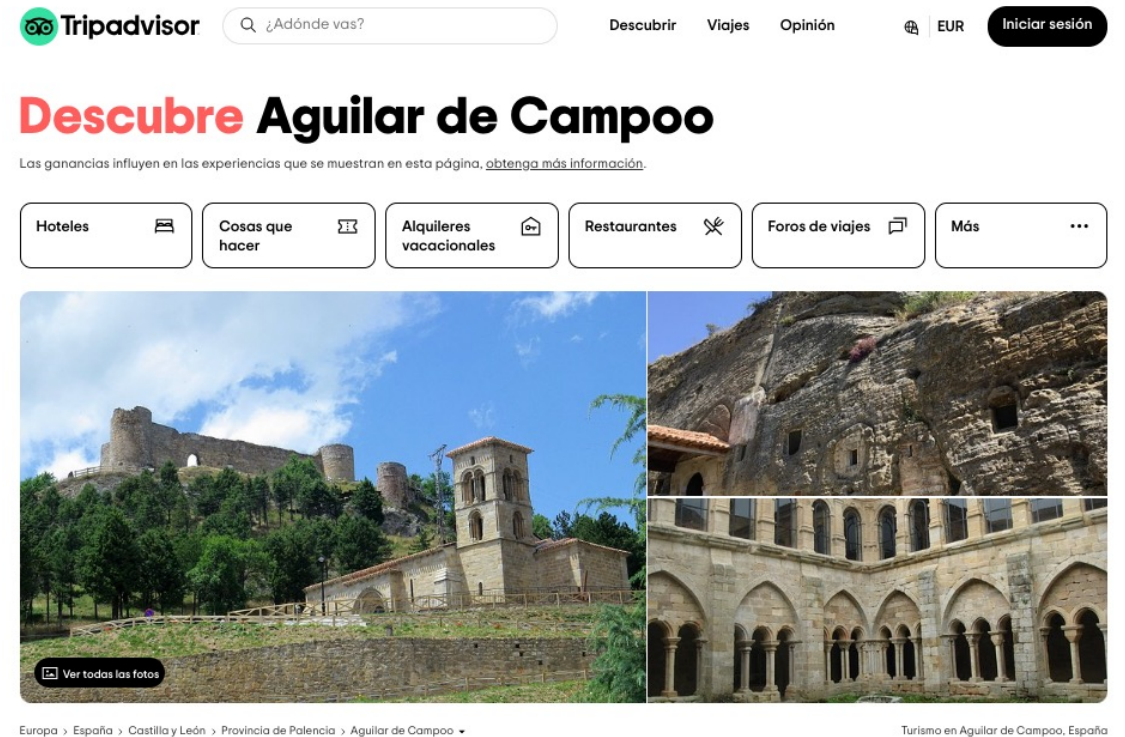 Tripadvisor
¿Adónde vas?
Descubrir
Viajes
Opinión
EUR
Iniciar sesión
Descubre Aguilar de Campoo
Las ganancias influyen en las experiencias que se muestran en esta página, obtenga más información.
Hoteles
Cosas que
hacer
Alquileres
vacacionales
Restaurantes
Foros de viajes
Más
Ver todas las fotos
Europa > España > Castilla y León > Provincia de Palencia > Aguilar de Campoo
Turismo en Aguilar de Campoo, España